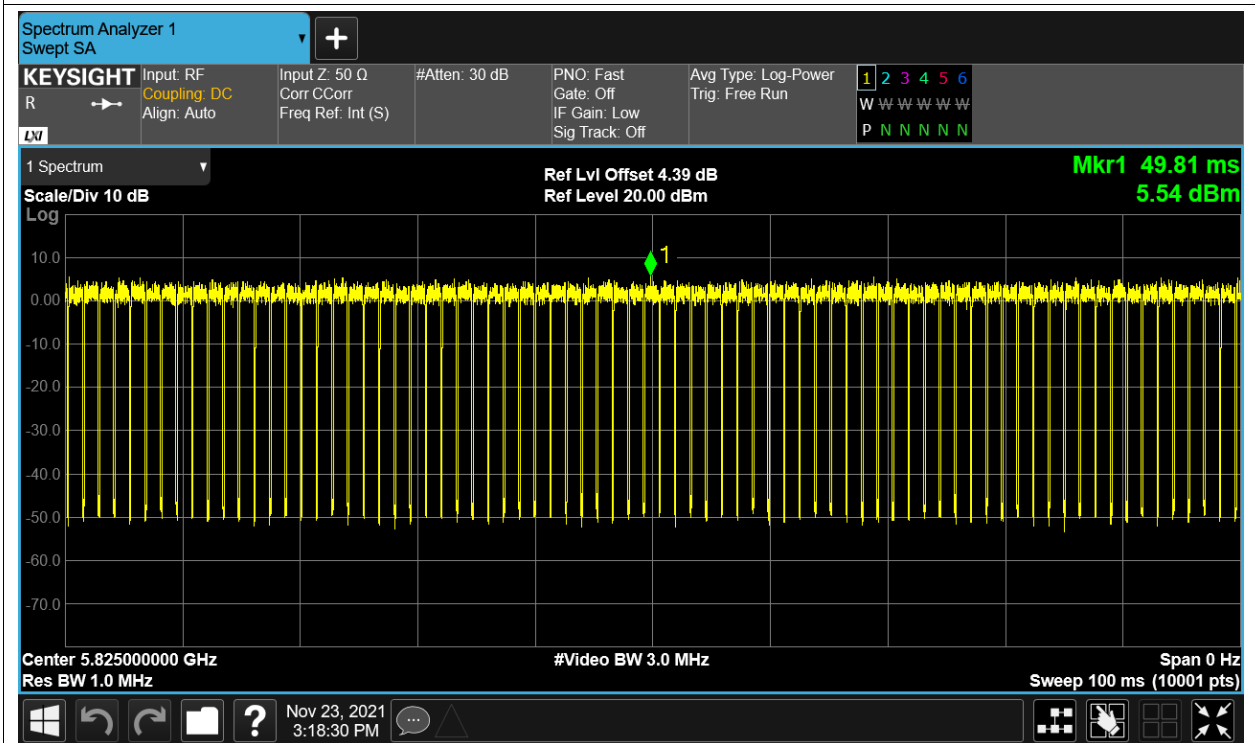 Spectrum Analyzer 1
Swept SA
KEYSIGHT
R
LXI
Input: RF
Coupling: DC
Align: Auto
Input Z: 50 Ω
Corr CCorr
Freq Ref: Int (S)
#Atten: 30 dB
PNO: Fast
Gate: Off
IF Gain: Low
Sig Track: Off
Avg Type: Log-Power
Trig: Free Run
1 2 3 4 5 6
W W W W W W
P N N N N N
1 Spectrum
Scale/Div 10 dB
Log
Ref Lvl Offset 4.39 dB
Ref Level 20.00 dBm
Mkr1 49.81 ms
5.54 dBm
1
10.0
0.00
-10.0
-20.0
-30.0
-40.0
-50.0
-60.0
-70.0
Center 5.825000000 GHz
Res BW 1.0 MHz
#Video BW 3.0 MHz
Span 0 Hz
Sweep 100 ms (10001 pts)
?
Nov 23, 2021
3:18:30 PM